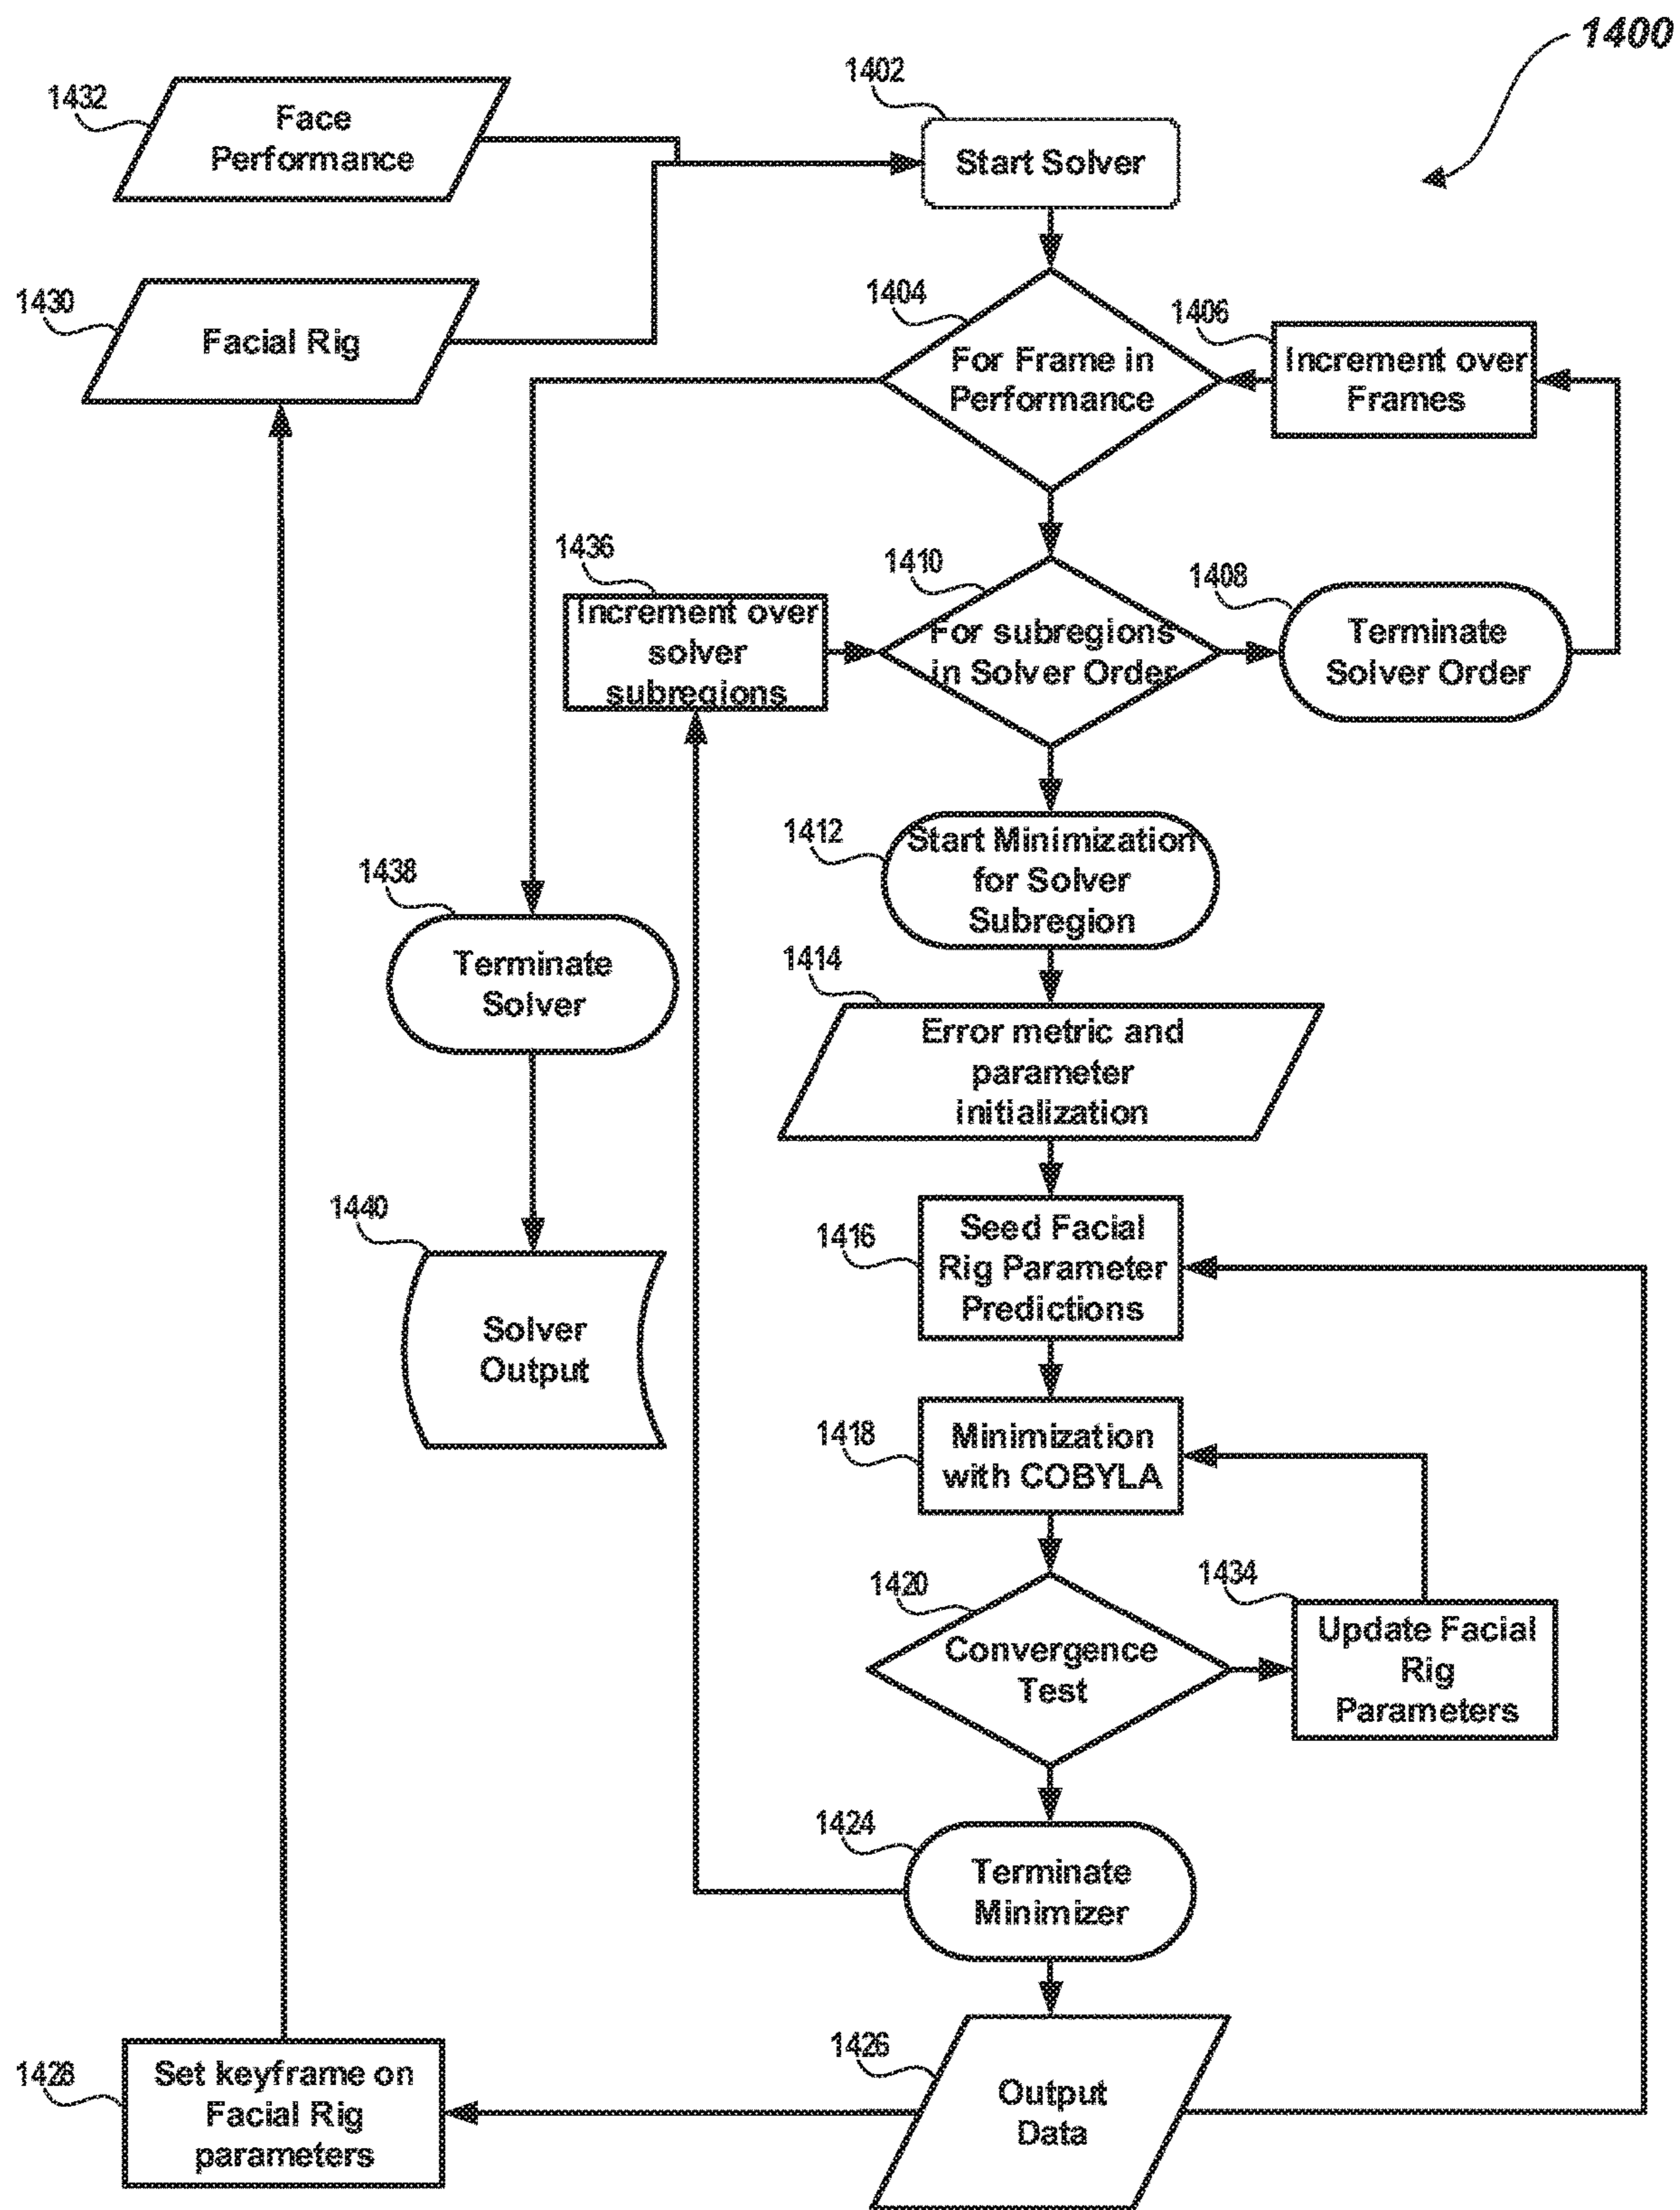 1400
1432
Face
Performance
1402
Start Solver
1430
Facial Rig
1404
For Frame in
Performance
1406
Increment over
Frames
1436
Increment over
solver
subregions
1410
For subregions
in Solver Order
1408
Terminate
Solver Order
1412
Start Minimization
for Solver
Subregion
1438
Terminate
Solver
1414
Error metric and
parameter
initialization
1440
Solver
Output
1416
Seed Facial
Rig Parameter
Predictions
1418
Minimization
with COBYLA
1420
Convergence
Test
1434
Update Facial
Rig
Parameters
1424
Terminate
Minimizer
1428
Set keyframe on
Facial Rig
parameters
1426
Output
Data